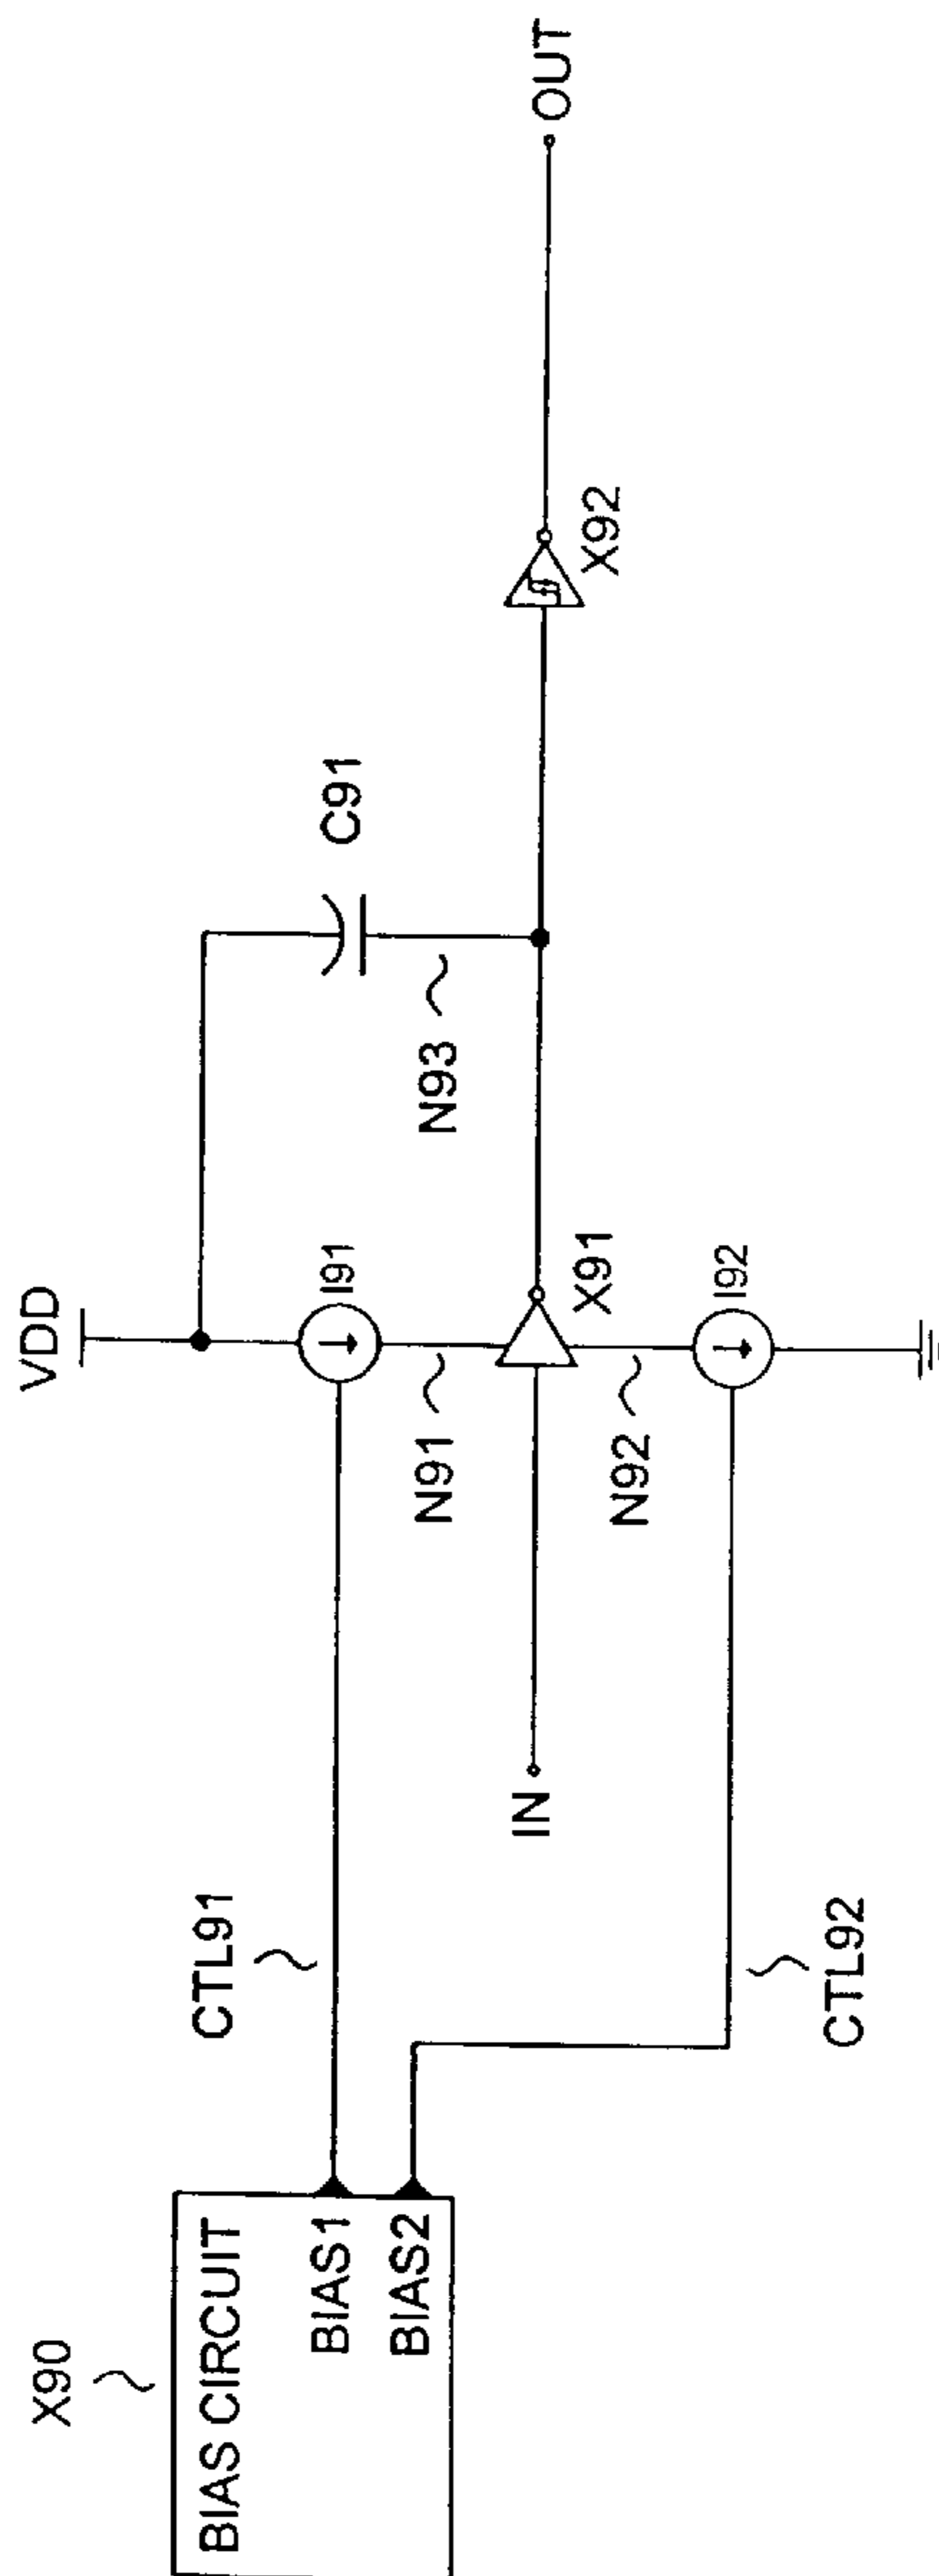 X90
BIAS CIRCUIT
BIAS1
BIAS2
CTL91
CTL92
IN
VDD
I91
N91
X91
N92
I92
N93
C91
X92
OUT